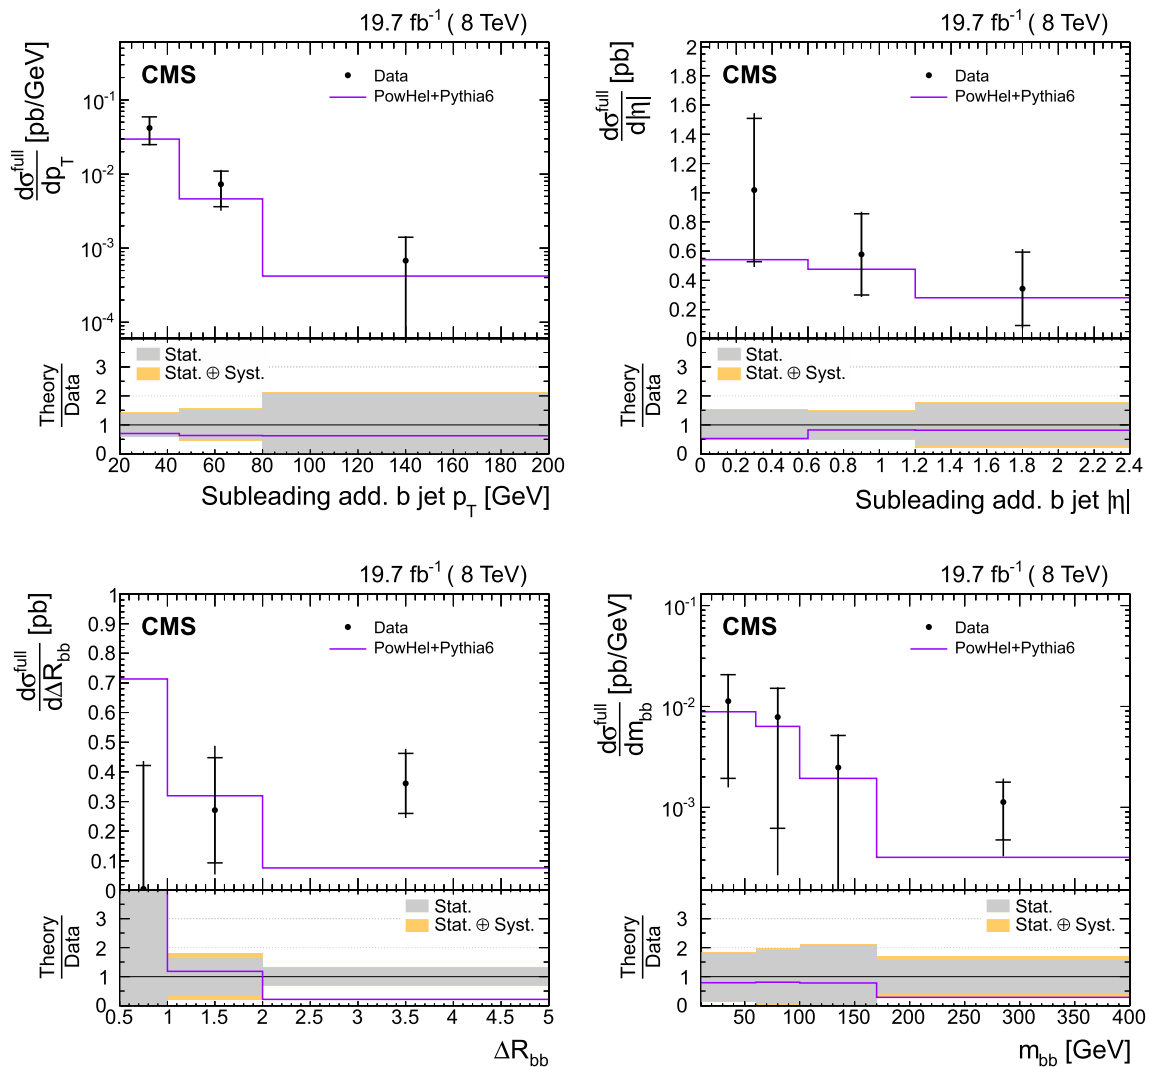 19.7 fb⁻¹ ( 8 TeV)
CMS
Data
PowHel+Pythia6
dσ^full/dp_T [pb/GeV]
10⁻¹
10⁻²
10⁻³
10⁻⁴
Stat.
Stat. ⊕ Syst.
Theory/Data
3
2
1
0
20 40 60 80 100 120 140 160 180 200
Subleading add. b jet p_T [GeV]
19.7 fb⁻¹ ( 8 TeV)
CMS
Data
PowHel+Pythia6
dσ^full/d|η| [pb]
2
1.8
1.6
1.4
1.2
1
0.8
0.6
0.4
0.2
0
Stat.
Stat. ⊕ Syst.
Theory/Data
3
2
1
0
0 0.2 0.4 0.6 0.8 1 1.2 1.4 1.6 1.8 2 2.2 2.4
Subleading add. b jet |η|
19.7 fb⁻¹ ( 8 TeV)
CMS
Data
PowHel+Pythia6
dσ^full/dΔR_bb [pb]
1
0.9
0.8
0.7
0.6
0.5
0.4
0.3
0.2
0.1
0
Stat.
Stat. ⊕ Syst.
Theory/Data
3
2
1
0
0.5 1 1.5 2 2.5 3 3.5 4 4.5 5
ΔR_bb
19.7 fb⁻¹ ( 8 TeV)
CMS
Data
PowHel+Pythia6
dσ^full/dm_bb [pb/GeV]
10⁻¹
10⁻²
10⁻³
Stat.
Stat. ⊕ Syst.
Theory/Data
3
2
1
0
50 100 150 200 250 300 350 400
m_bb [GeV]